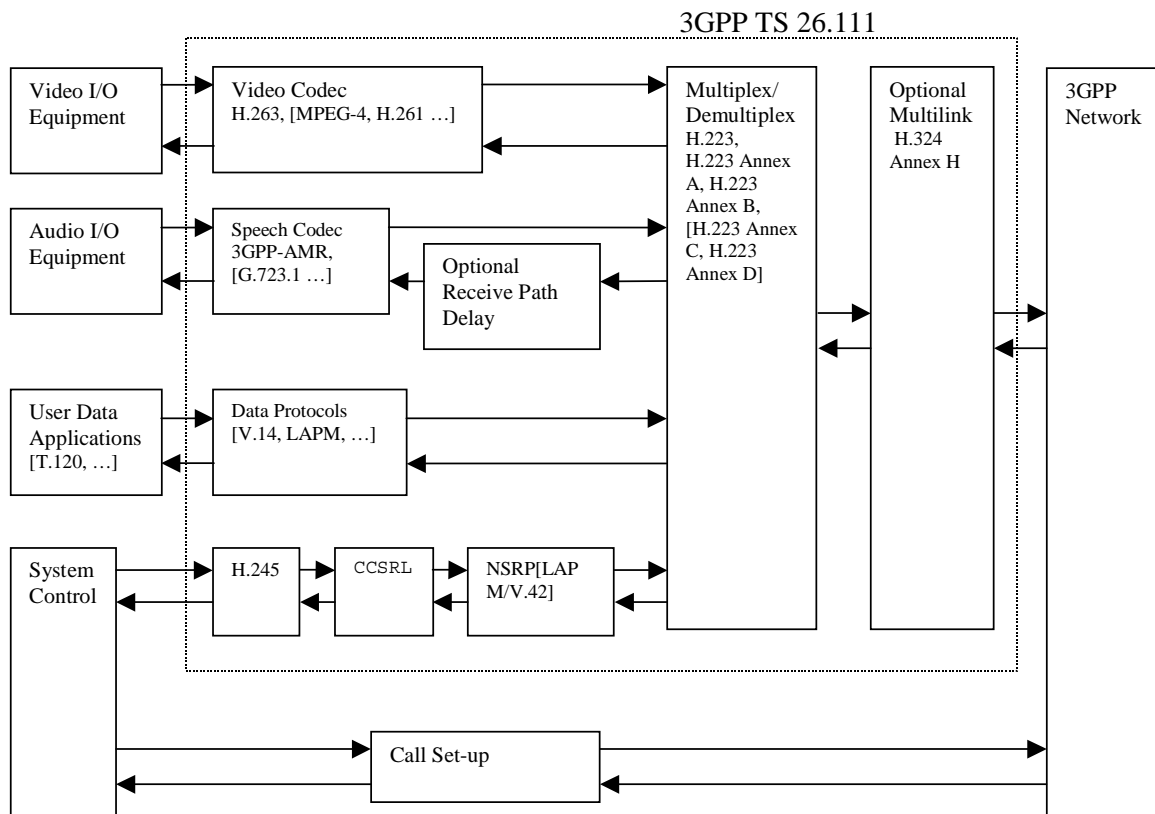 3GPP TS 26.111
Video I/O
Equipment
Video Codec
H.263, [MPEG-4, H.261 …]
Multiplex/
Demultiplex
H.223,
H.223 Annex
A, H.223
Annex B,
[H.223 Annex
C, H.223
Annex D]
Optional
Multilink
H.324
Annex H
3GPP
Network
Audio I/O
Equipment
Speech Codec
3GPP-AMR,
[G.723.1 …]
Optional
Receive Path
Delay
User Data
Applications
[T.120, …]
Data Protocols
[V.14, LAPM, …]
System
Control
H.245
CCSRL
NSRP[LAP
M/V.42]
Call Set-up